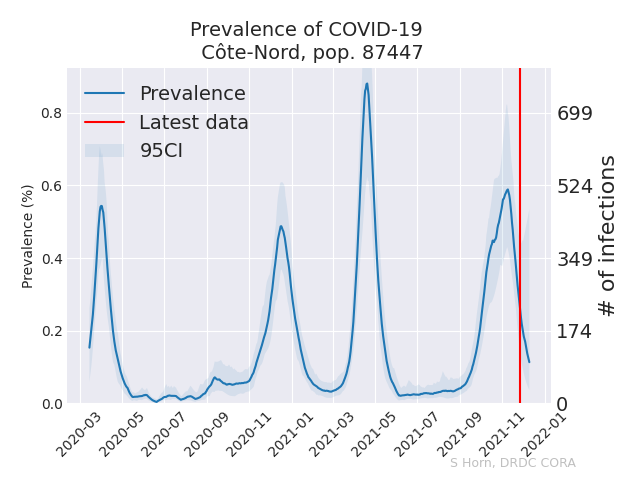 Prevalence of COVID-19
Côte-Nord, pop. 87447
Prevalence
Latest data
95CI
Prevalence (%)
0.8
0.6
0.4
0.2
0.0
699
524
349
174
0
# of infections
2020-03
2020-05
2020-07
2020-09
2020-11
2021-01
2021-03
2021-05
2021-07
2021-09
2021-11
2022-01
S Horn, DRDC CORA